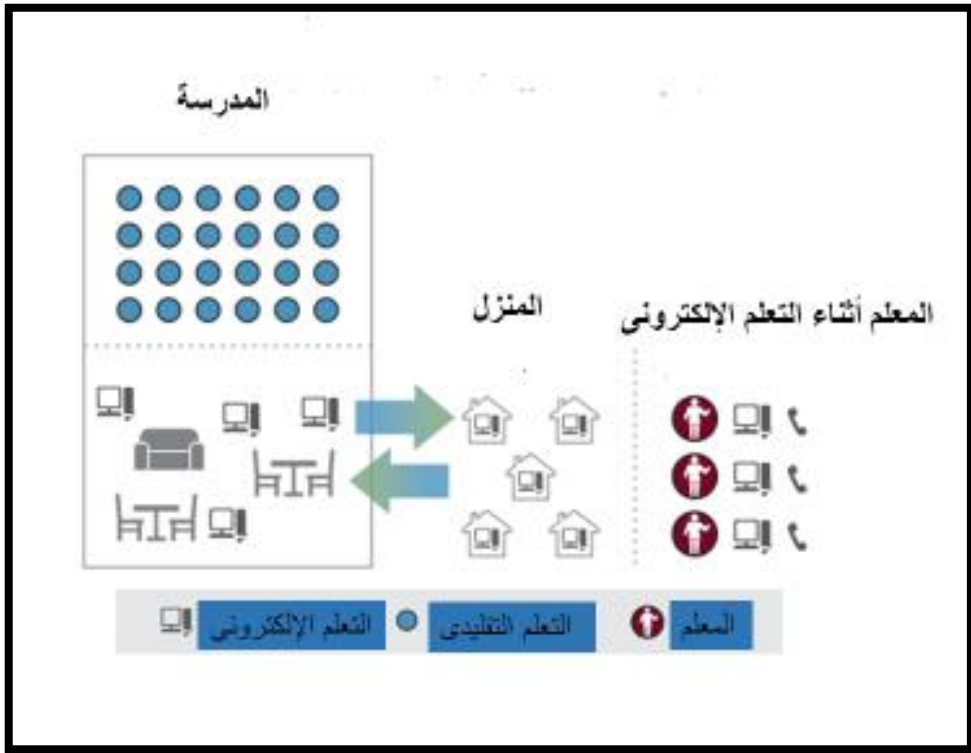 المدرسة
المنزل
المعلم أثناء التعلم الإلكترونى
المعلم
التعلم التقليدى
التعلم الإلكترونى